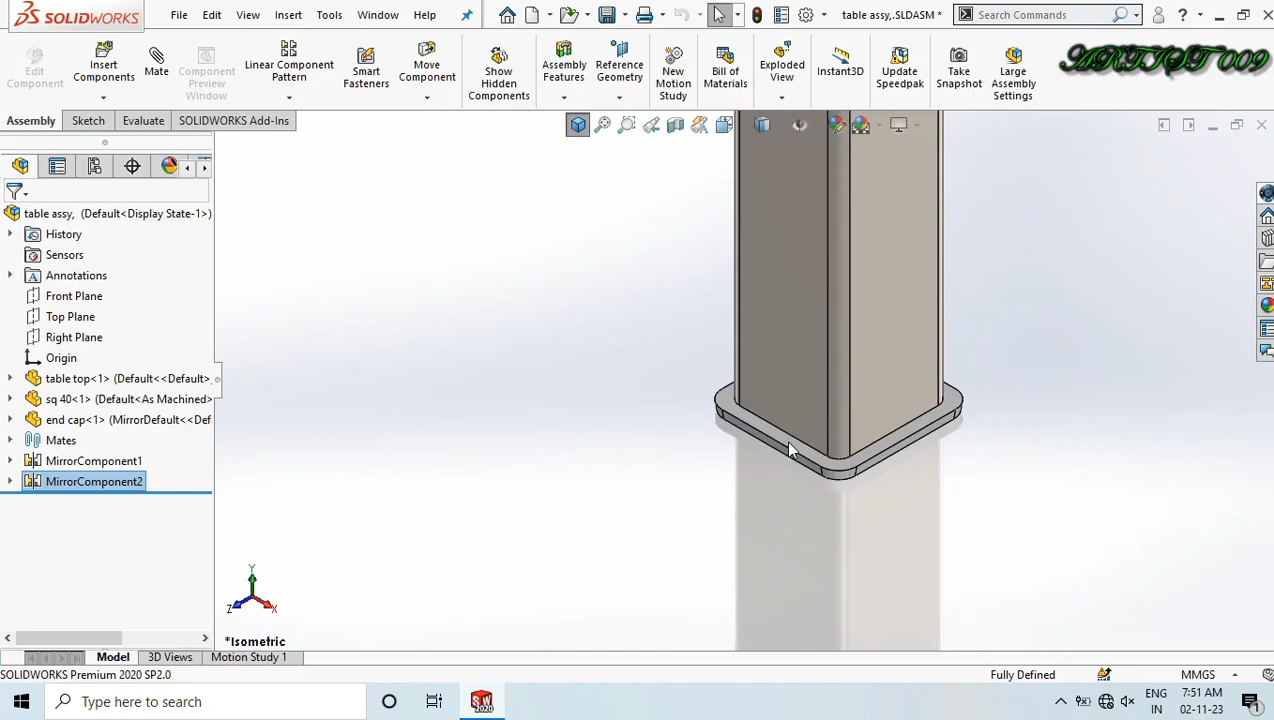 SOLIDWORKS
File
Edit
View
Insert
Tools
Window
Help
table assy,.SLDASM *
Search Commands
Edit Component
Insert Components
Mate
Component Preview Window
Linear Component Pattern
Smart Fasteners
Move Component
Show Hidden Components
Assembly Features
Reference Geometry
New Motion Study
Bill of Materials
Exploded View
Instant3D
Update Speedpak
Take Snapshot
Large Assembly Settings
ARTIST 009
Assembly
Sketch
Evaluate
SOLIDWORKS Add-Ins
table assy, (Default<Display State-1>)
History
Sensors
Annotations
Front Plane
Top Plane
Right Plane
Origin
table top<1> (Default<<Default>_
sq 40<1> (Default<As Machined>
end cap<1> (MirrorDefault<<Def
Mates
MirrorComponent1
MirrorComponent2
Y
Z
X
*Isometric
Model
3D Views
Motion Study 1
SOLIDWORKS Premium 2020 SP2.0
Fully Defined
MMGS
Type here to search
SW
2020
ENG
IN
7:51 AM
02-11-23
1